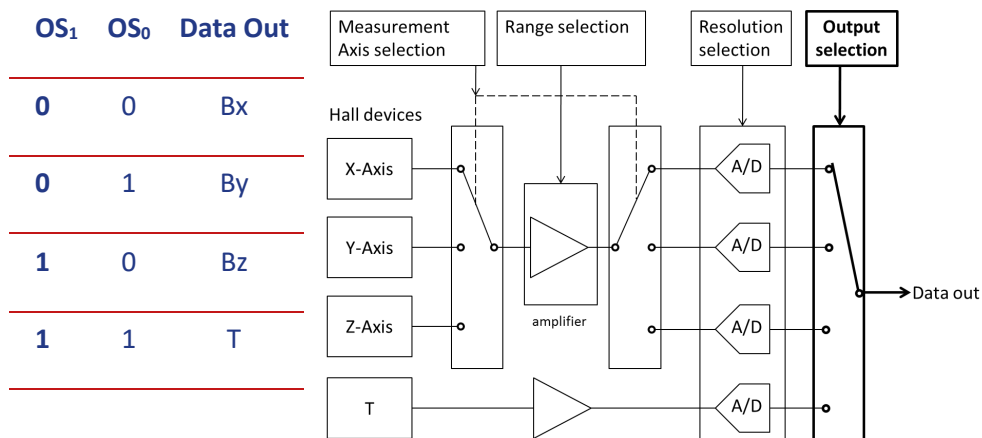 OS1 OS0 Data Out
0 0 Bx
0 1 By
1 0 Bz
1 1 T
Measurement
Axis selection
Range selection
Resolution
selection
Output
selection
Hall devices
X-Axis
A/D
Y-Axis
A/D
Z-Axis
amplifier
A/D
Data out
T
A/D